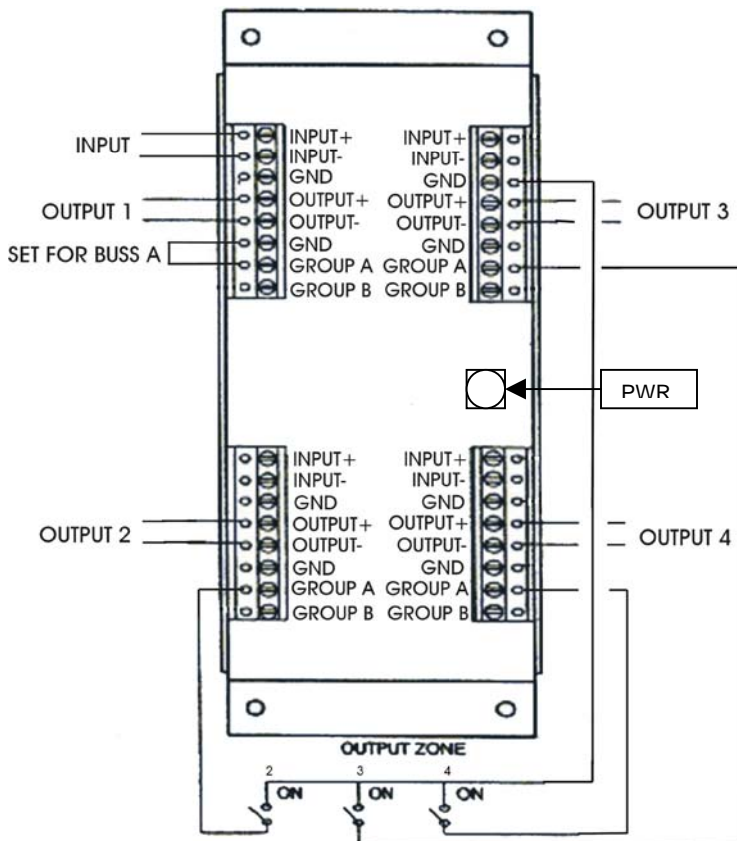 INPUT
INPUT+
INPUT-
GND
OUTPUT 1
OUTPUT+
OUTPUT-
GND
SET FOR BUSS A
GROUP A
GROUP B
INPUT+
INPUT-
GND
OUTPUT+
OUTPUT-
GND
GROUP A
GROUP B
OUTPUT 3
PWR
INPUT+
INPUT-
GND
OUTPUT 2
OUTPUT+
OUTPUT-
GND
GROUP A
GROUP B
INPUT+
INPUT-
GND
OUTPUT+
OUTPUT-
GND
GROUP A
GROUP B
OUTPUT 4
OUTPUT ZONE
2 3 4
ON ON ON